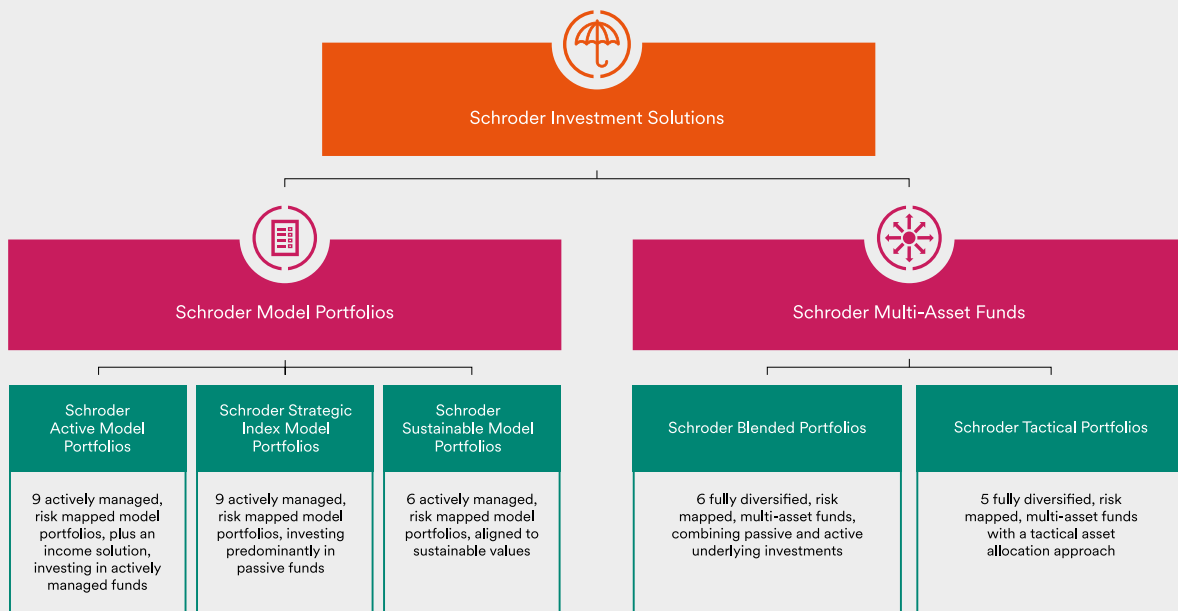 Schroder Investment Solutions
Schroder Model Portfolios
Schroder Multi-Asset Funds
Schroder
Active Model
Portfolios
9 actively managed,
risk mapped model
portfolios, plus an
income solution,
investing in actively
managed funds
Schroder Strategic
Index Model
Portfolios
9 actively managed,
risk mapped model
portfolios, investing
predominantly in
passive funds
Schroder
Sustainable Model
Portfolios
6 actively managed,
risk mapped model
portfolios, aligned to
sustainable values
Schroder Blended Portfolios
6 fully diversified, risk
mapped, multi-asset funds,
combining passive and active
underlying investments
Schroder Tactical Portfolios
5 fully diversified, risk
mapped, multi-asset funds
with a tactical asset
allocation approach